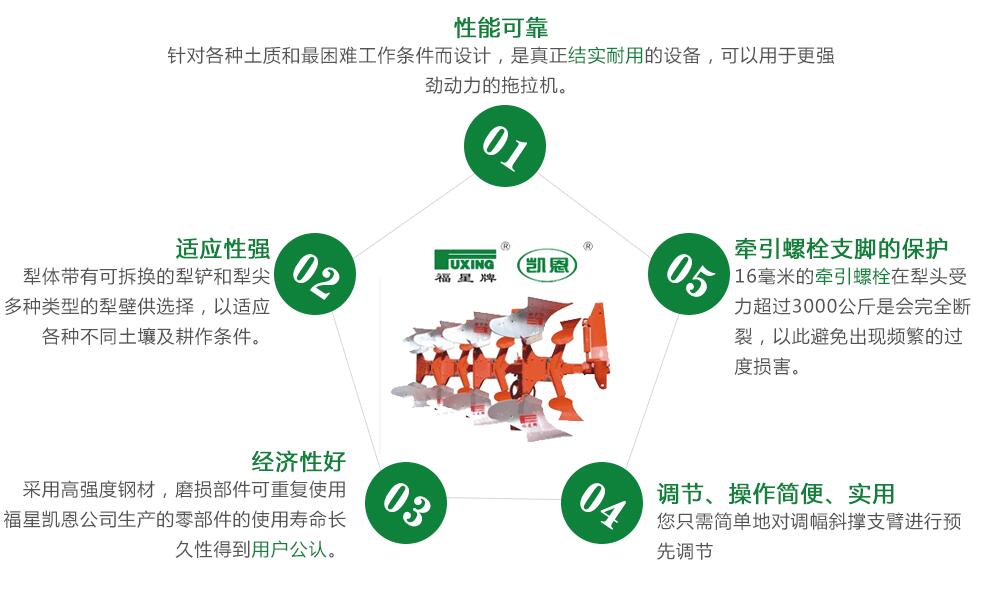 性能可靠
针对各种土质和最困难工作条件而设计，是真正结实耐用的设备，可以用于更强
劲动力的拖拉机。
01
适应性强
犁体带有可拆换的犁铲和犁尖
多种类型的犁壁供选择，以适应
各种不同土壤及耕作条件。
02
FUXING®
福星牌
凯恩®
牵引螺栓支脚的保护
16毫米的牵引螺栓在犁头受
力超过3000公斤是会完全断
裂，以此避免出现频繁的过
度损害。
05
经济性好
采用高强度钢材，磨损部件可重复使用
福星凯恩公司生产的零部件的使用寿命长
久性得到用户公认。
03
04
调节、操作简便、实用
您只需简单地对调幅斜撑支臂进行预
先调节